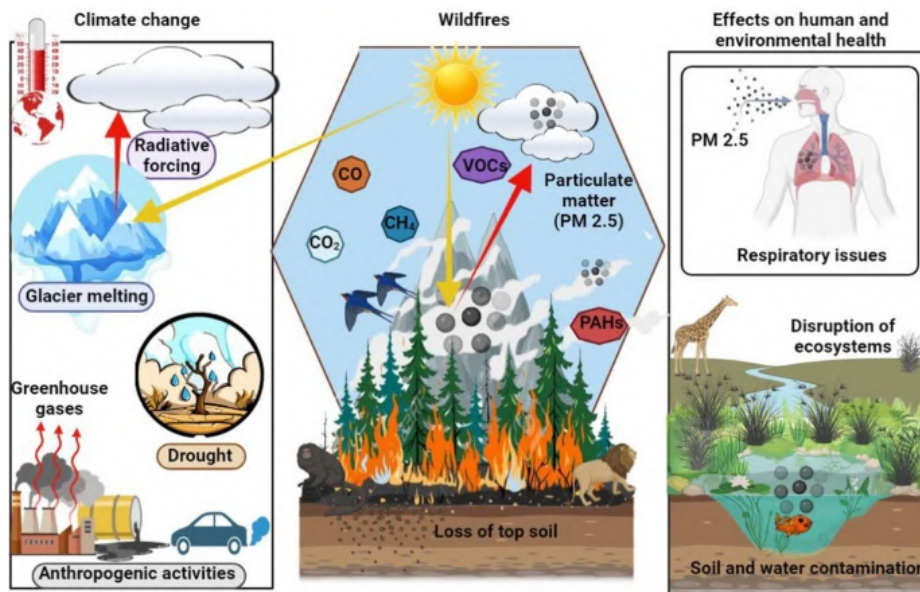 Climate change
Radiative
forcing
Glacier melting
Greenhouse
gases
Drought
Anthropogenic activities
Wildfires
CO
VOCs
CO₂
CH₄
Particulate
matter
(PM 2.5)
PAHs
Loss of top soil
Effects on human and
environmental health
PM 2.5
Respiratory issues
Disruption of
ecosystems
Soil and water contamination